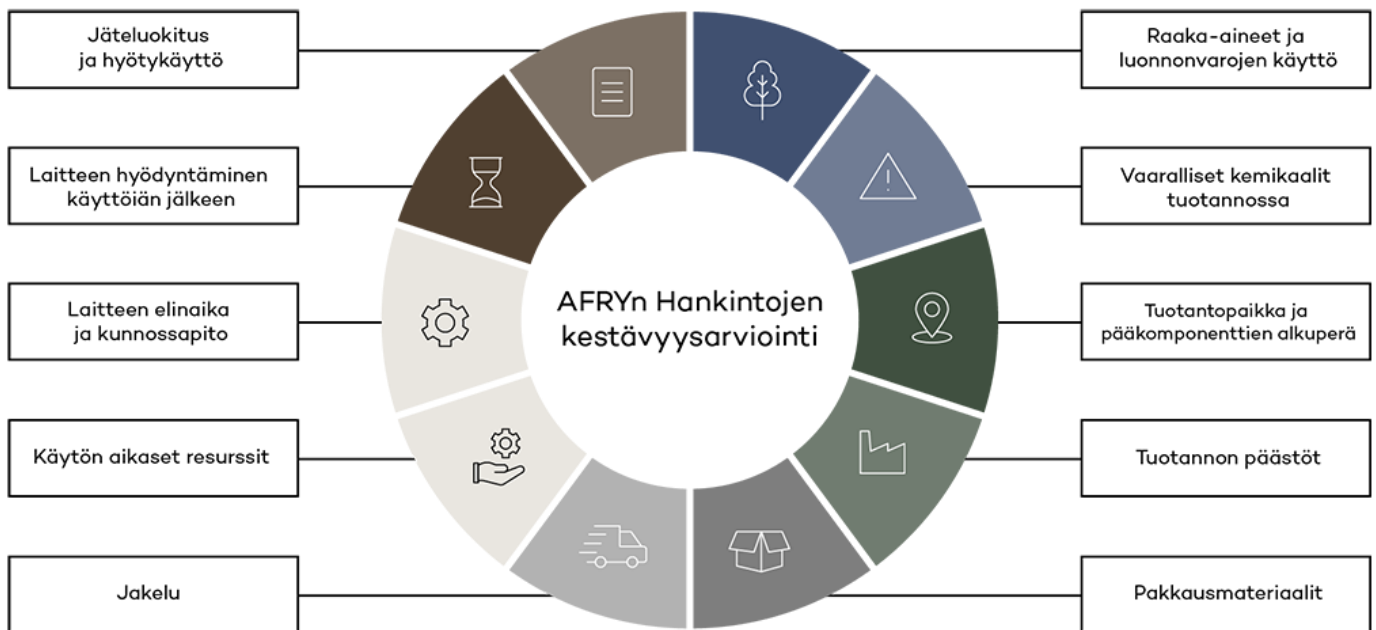 Jäteluokitus
ja hyötykäyttö
Raaka-aineet ja
luonnonvarojen käyttö
Laitteen hyödyntäminen
käyttöiän jälkeen
Vaaralliset kemikaalit
tuotannossa
AFRYn Hankintojen
kestävyysarviointi
Laitteen elinaika
ja kunnossapito
Tuotantopaikka ja
pääkomponenttien alkuperä
Käytön aikaset resurssit
Tuotannon päästöt
Jakelu
Pakkausmateriaalit